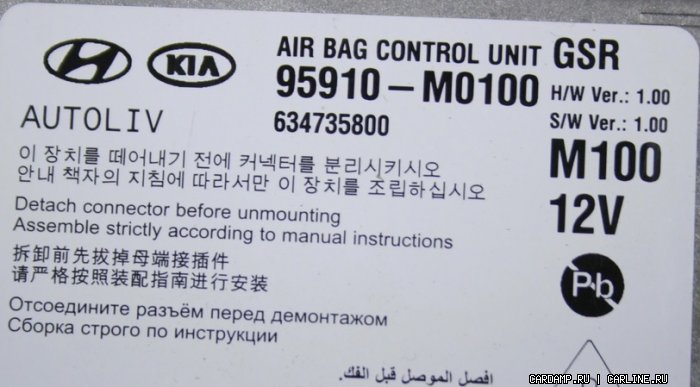 KIA
AIR BAG CONTROL UNIT GSR
95910-M0100 H/W Ver.: 1.00
AUTOLIV
634735800
S/W Ver.: 1.00
M100
12V
이 장치를 떼어내기 전에 커넥터를 분리시키시오
안내 책자의 지침에 따라서만 이 장치를 조립하십시오
Detach connector before unmounting
Assemble strictly according to manual instructions
拆卸前先拔掉母端接插件
请严格按照装配指南进行安装
Pb
Отсоедините разъём перед демонтажом
Сборка строго по инструкции
افصل الموصل قبل الفك.
CARDAMP.RU | CARLINE.RU